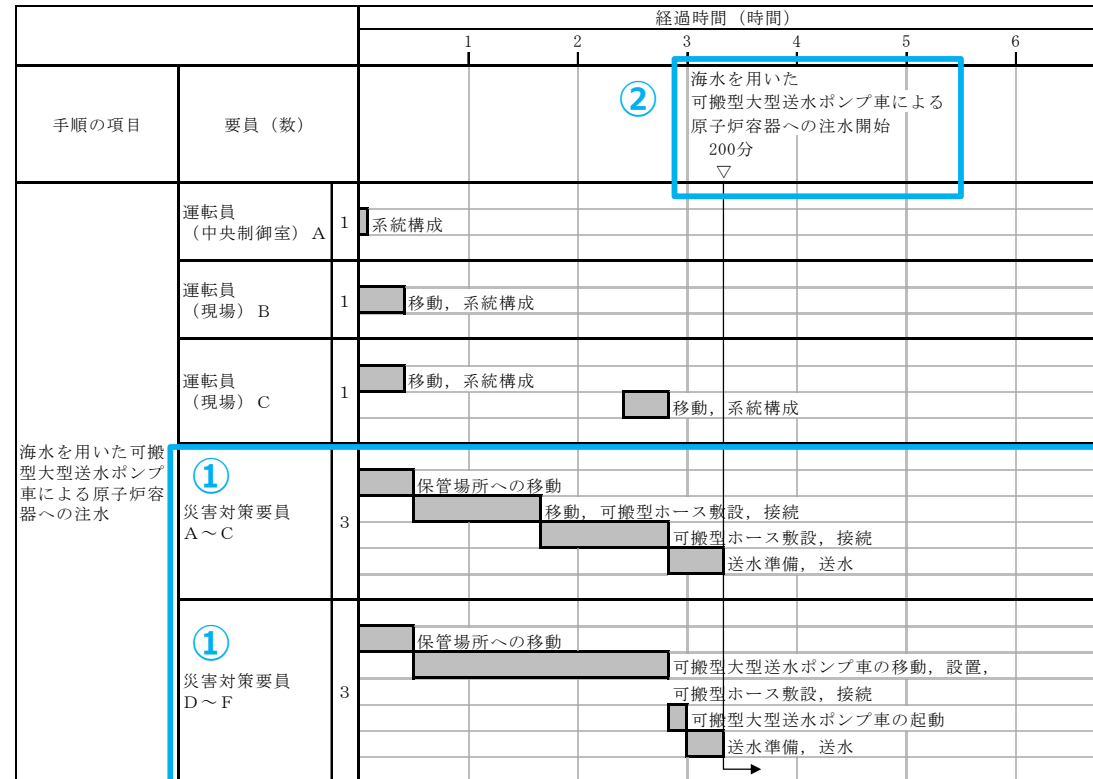 経過時間（時間）
1 2 3 4 5 6
手順の項目
要員（数）
②
海水を用いた
可搬型大型送水ポンプ車による
原子炉容器への注水開始
200分
▽
海水を用いた可搬
型大型送水ポンプ
車による原子炉容
器への注水
運転員
（中央制御室）Ａ
1
系統構成
運転員
（現場）Ｂ
1
移動，系統構成
運転員
（現場）Ｃ
1
移動，系統構成
移動，系統構成
①
災害対策要員
Ａ～Ｃ
3
保管場所への移動
移動，可搬型ホース敷設，接続
可搬型ホース敷設，接続
送水準備，送水
①
災害対策要員
Ｄ～Ｆ
3
保管場所への移動
可搬型大型送水ポンプ車の移動，設置，
可搬型ホース敷設，接続
可搬型大型送水ポンプ車の起動
送水準備，送水